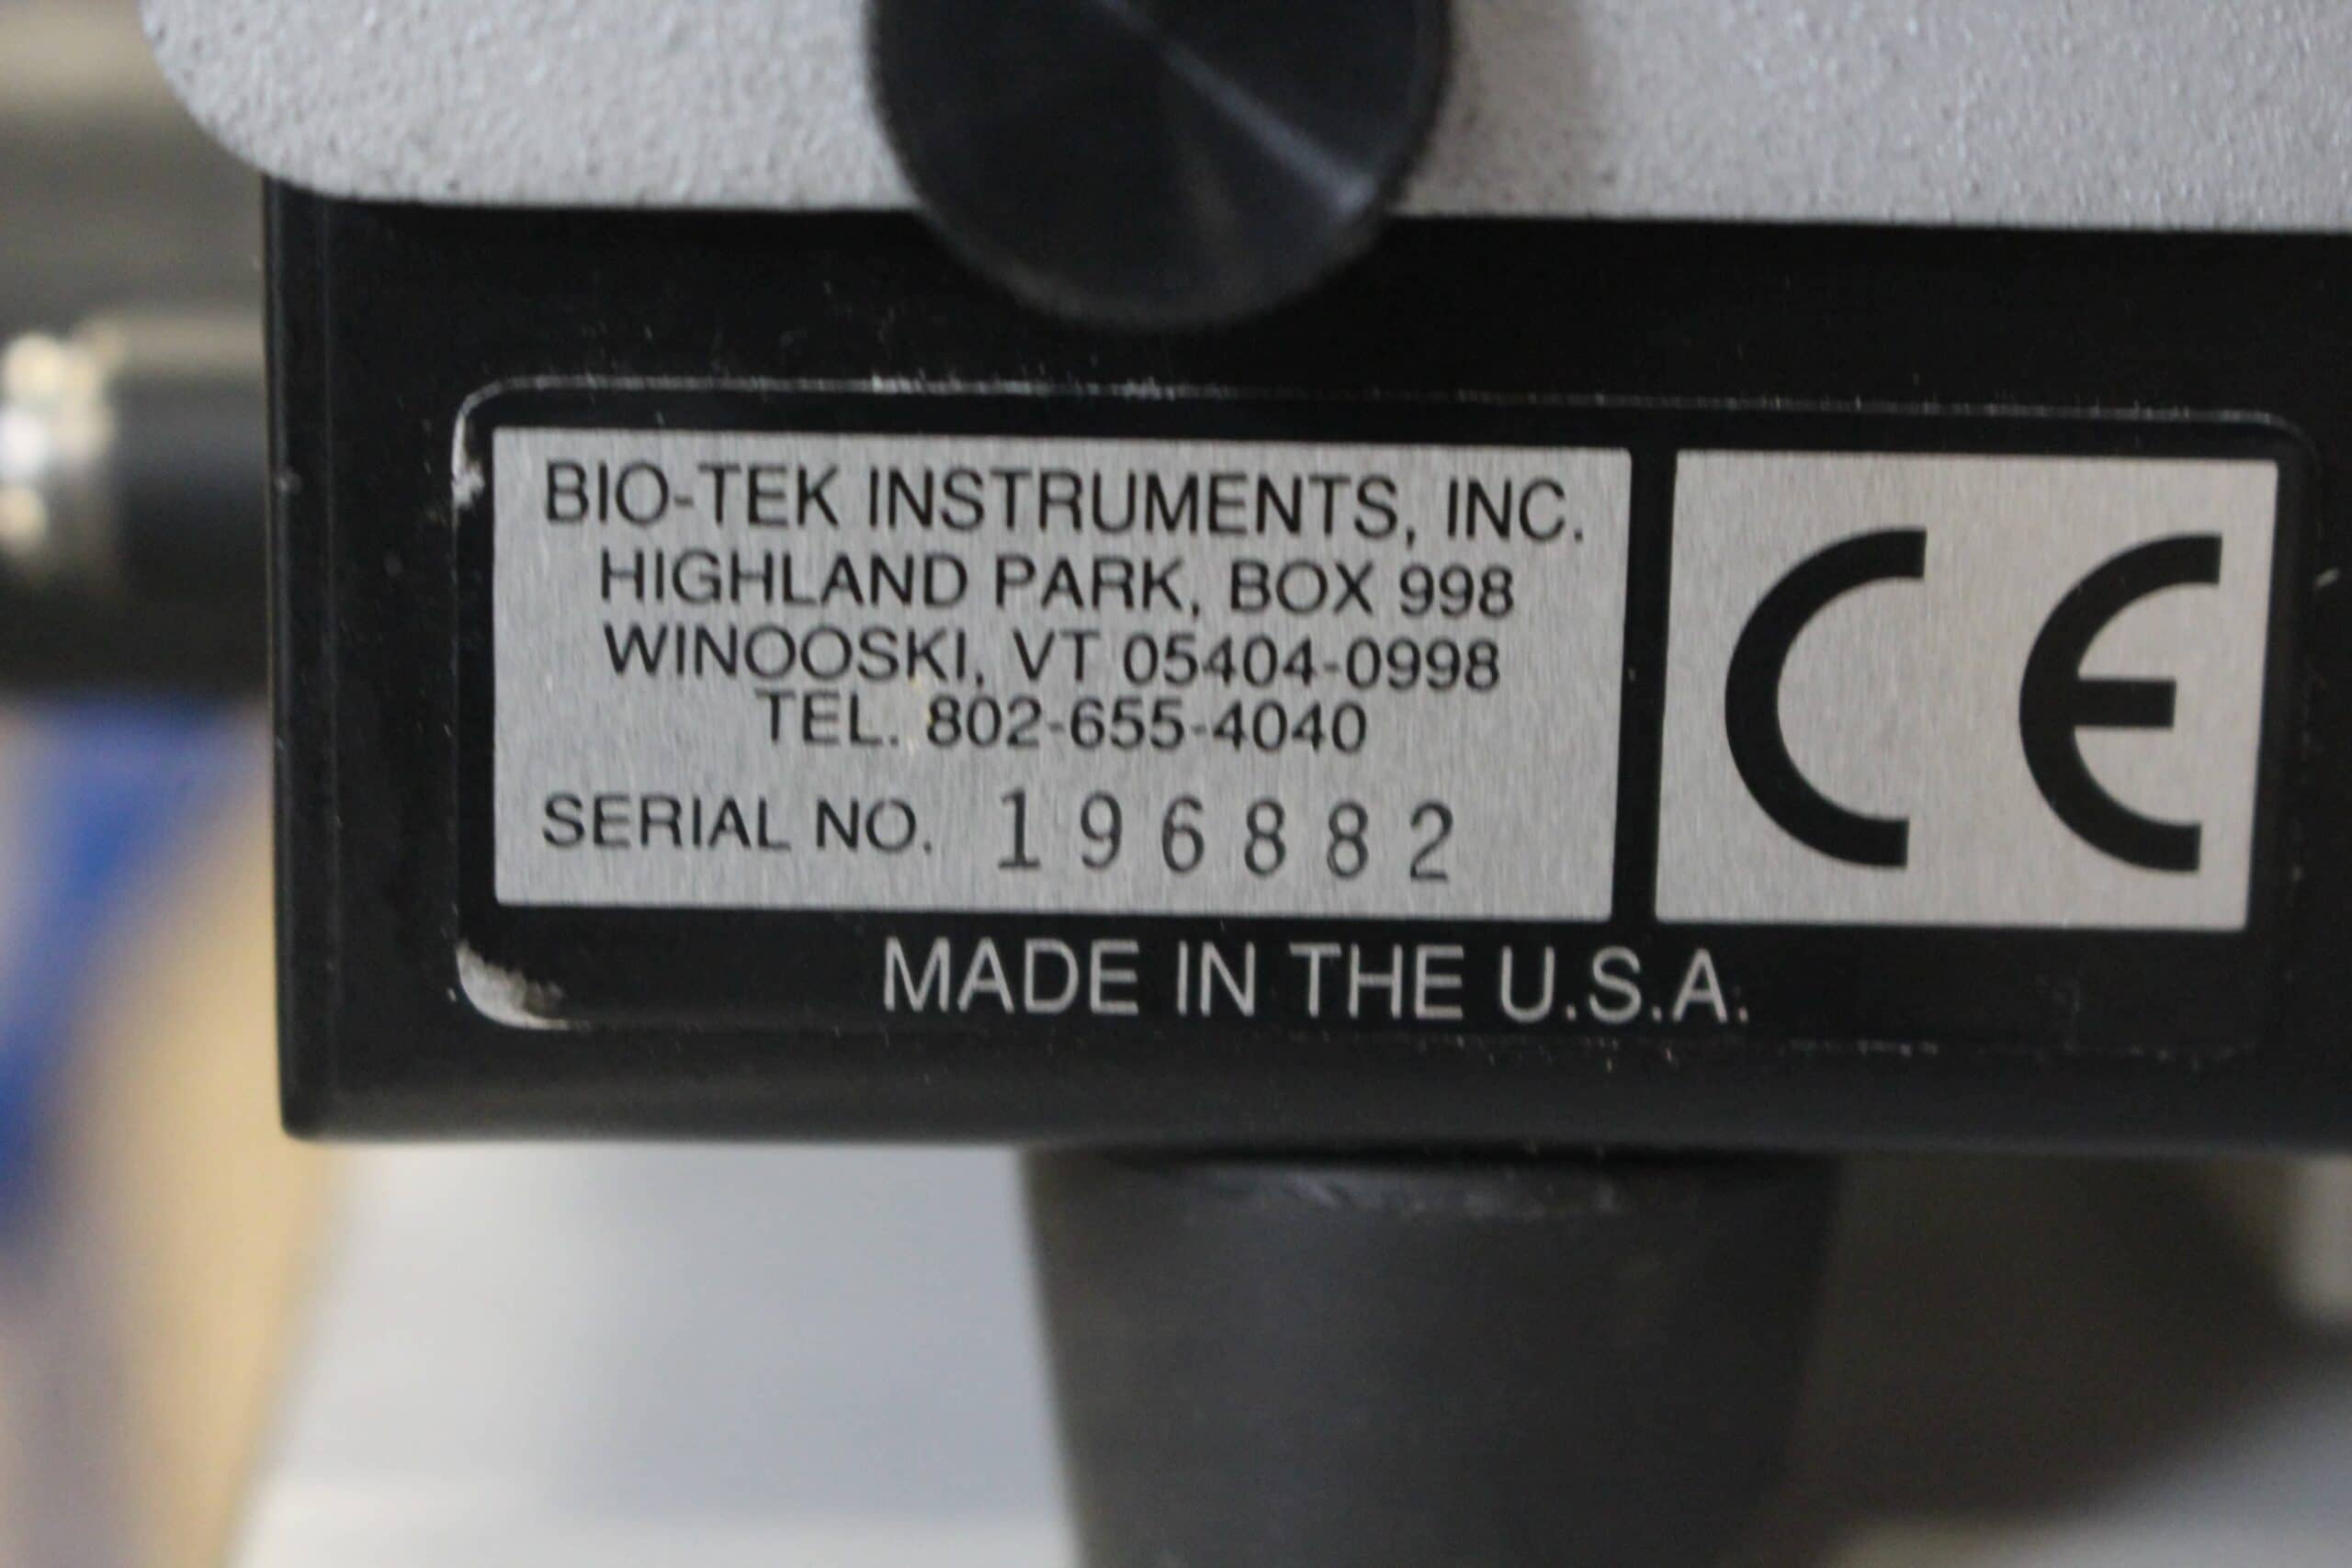 BIO-TEK INSTRUMENTS, INC.
HIGHLAND PARK, BOX 998
WINOOSKI, VT 05404-0998
TEL. 802-655-4040
SERIAL NO. 196882
CE
MADE IN THE U.S.A.